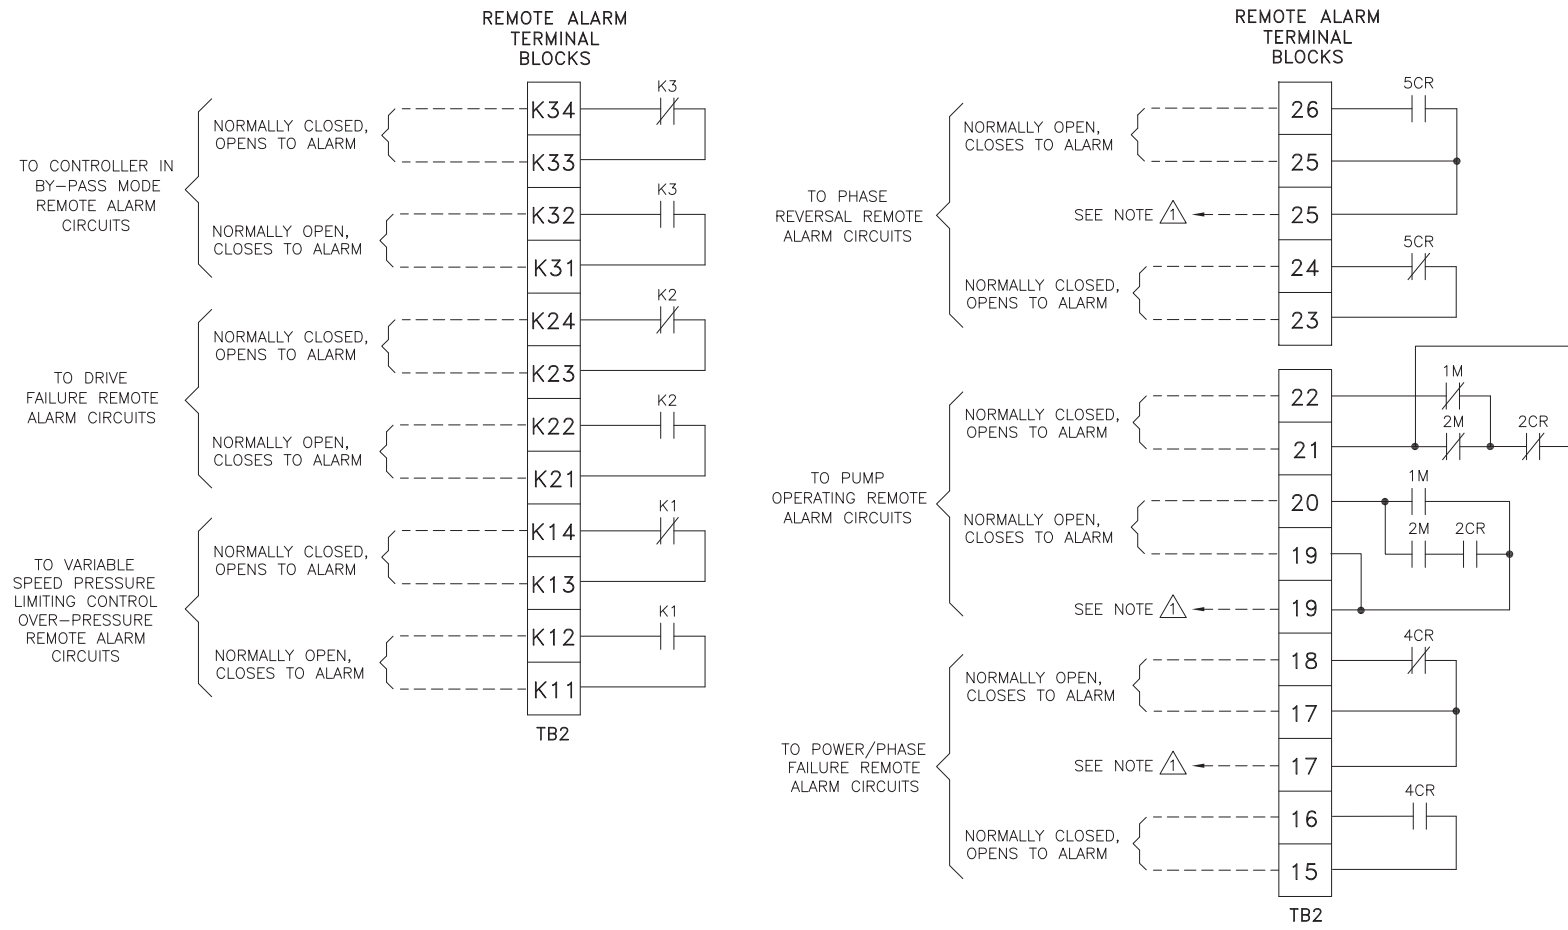 REMOTE ALARM
TERMINAL
BLOCKS
TO CONTROLLER IN
BY-PASS MODE
REMOTE ALARM
CIRCUITS
NORMALLY CLOSED,
OPENS TO ALARM
K34
K3
K33
NORMALLY OPEN,
CLOSES TO ALARM
K32
K3
K31
TO DRIVE
FAILURE REMOTE
ALARM CIRCUITS
NORMALLY CLOSED,
OPENS TO ALARM
K24
K2
K23
NORMALLY OPEN,
CLOSES TO ALARM
K22
K2
K21
TO VARIABLE
SPEED PRESSURE
LIMITING CONTROL
OVER-PRESSURE
REMOTE ALARM
CIRCUITS
NORMALLY CLOSED,
OPENS TO ALARM
K14
K1
K13
NORMALLY OPEN,
CLOSES TO ALARM
K12
K1
K11
TB2
REMOTE ALARM
TERMINAL
BLOCKS
TO PHASE
REVERSAL REMOTE
ALARM CIRCUITS
NORMALLY OPEN,
CLOSES TO ALARM
26
5CR
25
SEE NOTE 1
25
NORMALLY CLOSED,
OPENS TO ALARM
24
5CR
23
TO PUMP
OPERATING REMOTE
ALARM CIRCUITS
NORMALLY CLOSED,
OPENS TO ALARM
22
1M
21
2M
2CR
NORMALLY OPEN,
CLOSES TO ALARM
20
1M
19
2M
2CR
SEE NOTE 1
19
TO POWER/PHASE
FAILURE REMOTE
ALARM CIRCUITS
NORMALLY OPEN,
CLOSES TO ALARM
18
4CR
17
SEE NOTE 1
17
NORMALLY CLOSED,
OPENS TO ALARM
16
4CR
15
TB2